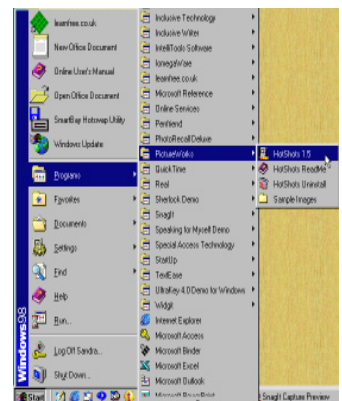 learnfree.co.uk
New Office Document
Online User's Manual
Open Office Document
SmartBay Hotswap Utility
Windows Update
Programs
Favorites
Documents
Settings
Find
Help
Run...
Log Off Sandra...
Shut Down...
Windows98
Start
Inclusive Technology
Inclusive Writer
IntelliTools Software
IomegaWare
learnfree.co.uk
Microsoft Reference
Online Services
Penfriend
PhotoRecall Deluxe
PictureWorks
QuickTime
Real
Sherlock Demo
SnagIt
Speaking for Myself Demo
Special Access Technology
StartUp
TextEase
UltraKey 4.0 Demo for Windows
Widgit
Internet Explorer
Microsoft Access
Microsoft Binder
Microsoft Excel
Microsoft Outlook
Microsoft PowerPoint
HotShots 1.5
HotShots ReadMe
HotShots Uninstall
Sample Images
SnagIt Capture Preview